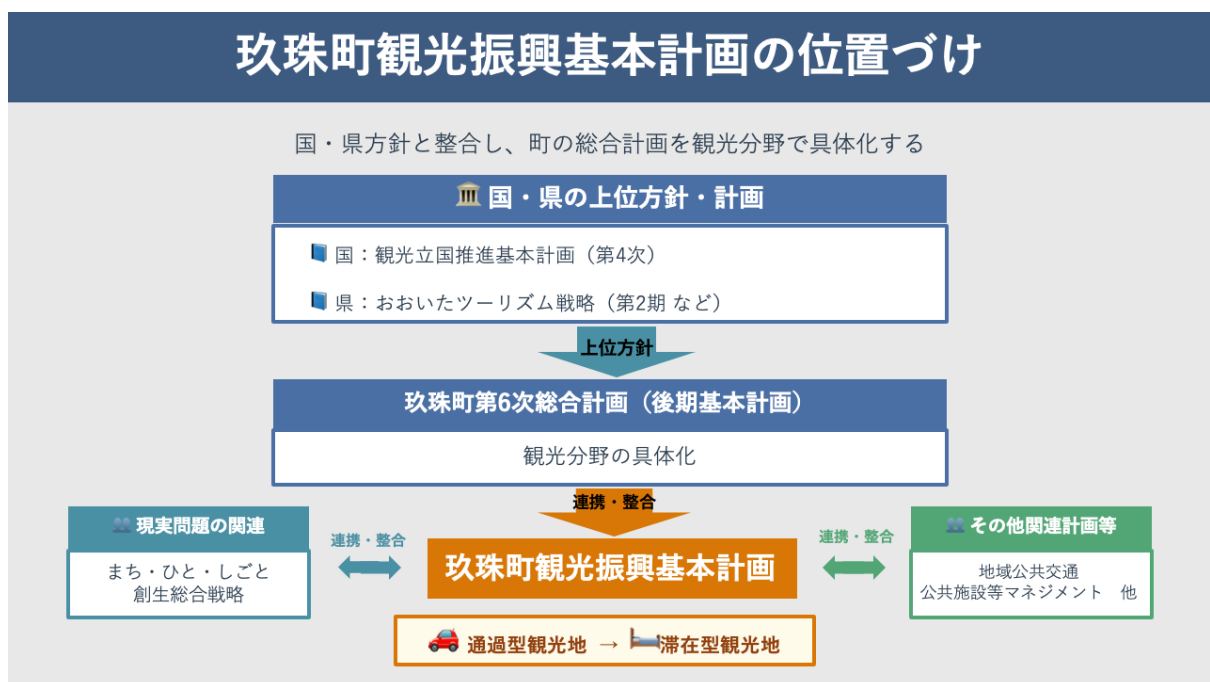 玖珠町観光振興基本計画の位置づけ
国・県方針と整合し、町の総合計画を観光分野で具体化する
国・県の上位方針・計画
国：観光立国推進基本計画（第4次）
県：おおいたツーリズム戦略（第2期 など）
上位方針
玖珠町第6次総合計画（後期基本計画）
観光分野の具体化
連携・整合
現実問題の関連
まち・ひと・しごと
創生総合戦略
連携・整合
玖珠町観光振興基本計画
連携・整合
その他関連計画等
地域公共交通
公共施設等マネジメント　他
通過型観光地 → 滞在型観光地